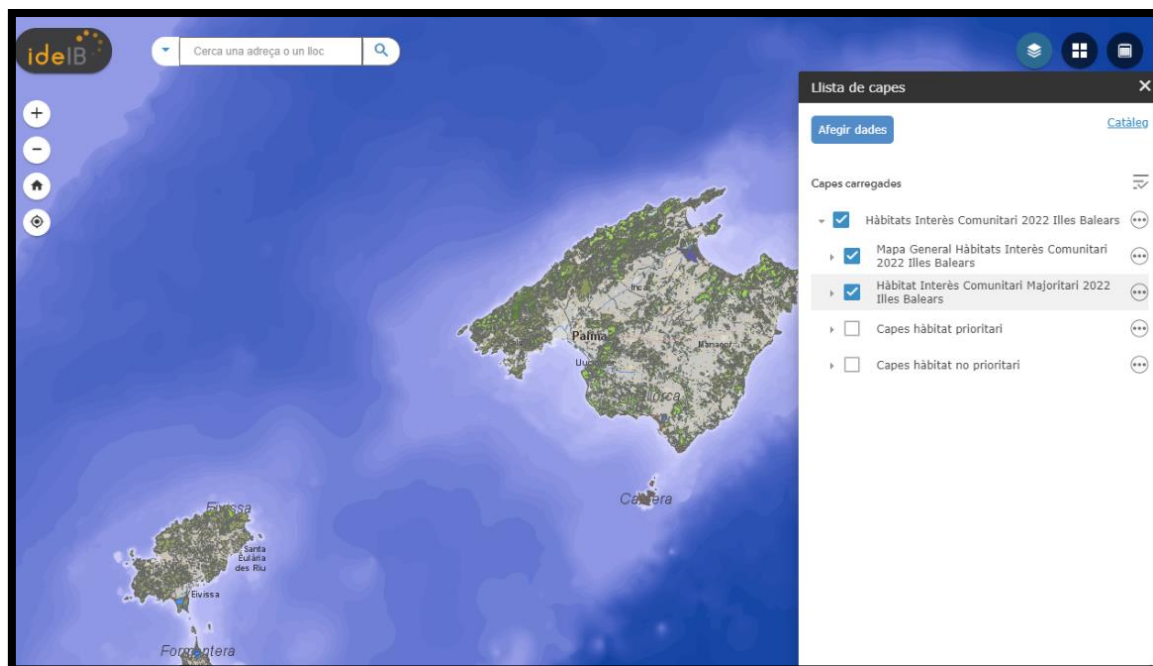 ideIB
Cerca una adreça o un lloc
Llista de capes
Afegir dades
Catàleg
Capes carregades
Hàbitats Interès Comunitari 2022 Illes Balears
Mapa General Hàbitats Interès Comunitari
2022 Illes Balears
Hàbitat Interès Comunitari Majoritari 2022
Illes Balears
Capes hàbitat prioritari
Capes hàbitat no prioritari
Inca
Palma
Manacor
Eivissa
Santa
Eulària
des Riu
Eivissa
Formentera